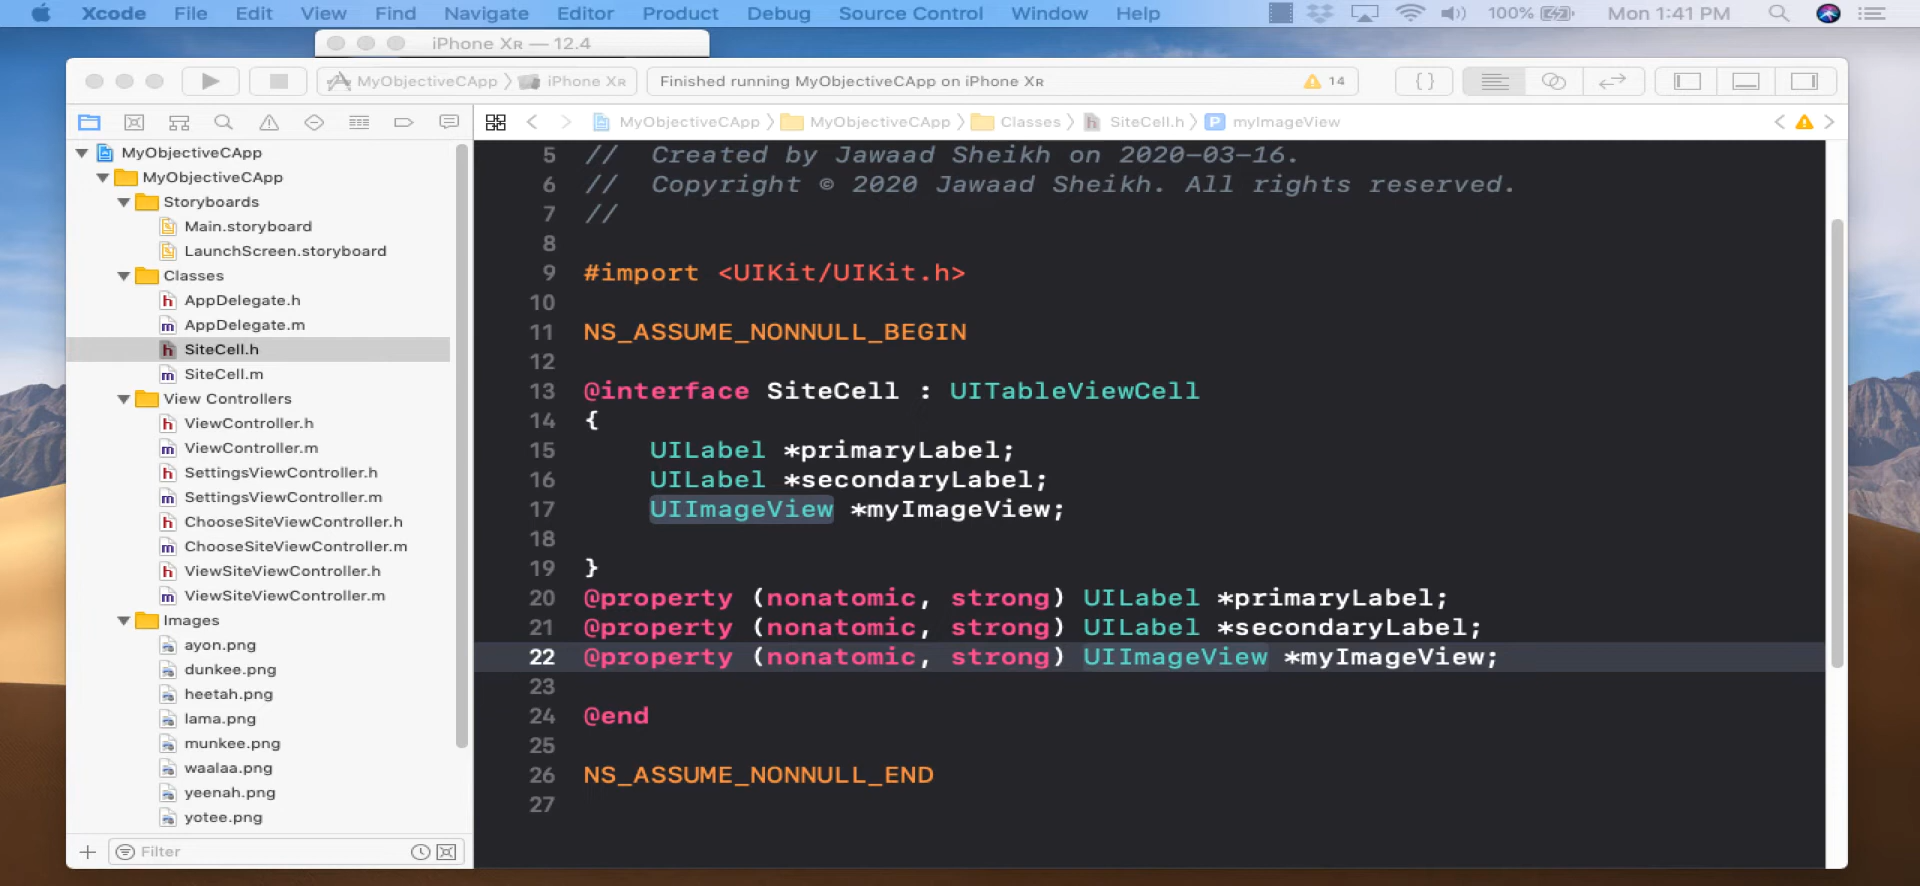 Xcode File Edit View Find Navigate Editor Product Debug Source Control Window Help 100% Mon 1:41 PM
iPhone XR — 12.4
MyObjectiveCApp iPhone XR Finished running MyObjectiveCApp on iPhone XR 14 { }
MyObjectiveCApp MyObjectiveCApp Classes h SiteCell.h P myImageView
MyObjectiveCApp
MyObjectiveCApp
Storyboards
Main.storyboard
LaunchScreen.storyboard
Classes
h AppDelegate.h
m AppDelegate.m
h SiteCell.h
m SiteCell.m
View Controllers
h ViewController.h
m ViewController.m
h SettingsViewController.h
m SettingsViewController.m
h ChooseSiteViewController.h
m ChooseSiteViewController.m
h ViewSiteViewController.h
m ViewSiteViewController.m
Images
ayon.png
dunkee.png
heetah.png
lama.png
munkee.png
waalaa.png
yeenah.png
yotee.png
Filter
5 // Created by Jawaad Sheikh on 2020-03-16.
6 // Copyright © 2020 Jawaad Sheikh. All rights reserved.
7 //
8
9 #import <UIKit/UIKit.h>
10
11 NS_ASSUME_NONNULL_BEGIN
12
13 @interface SiteCell : UITableViewCell
14 {
15 UILabel *primaryLabel;
16 UILabel *secondaryLabel;
17 UIImageView *myImageView;
18
19 }
20 @property (nonatomic, strong) UILabel *primaryLabel;
21 @property (nonatomic, strong) UILabel *secondaryLabel;
22 @property (nonatomic, strong) UIImageView *myImageView;
23
24 @end
25
26 NS_ASSUME_NONNULL_END
27